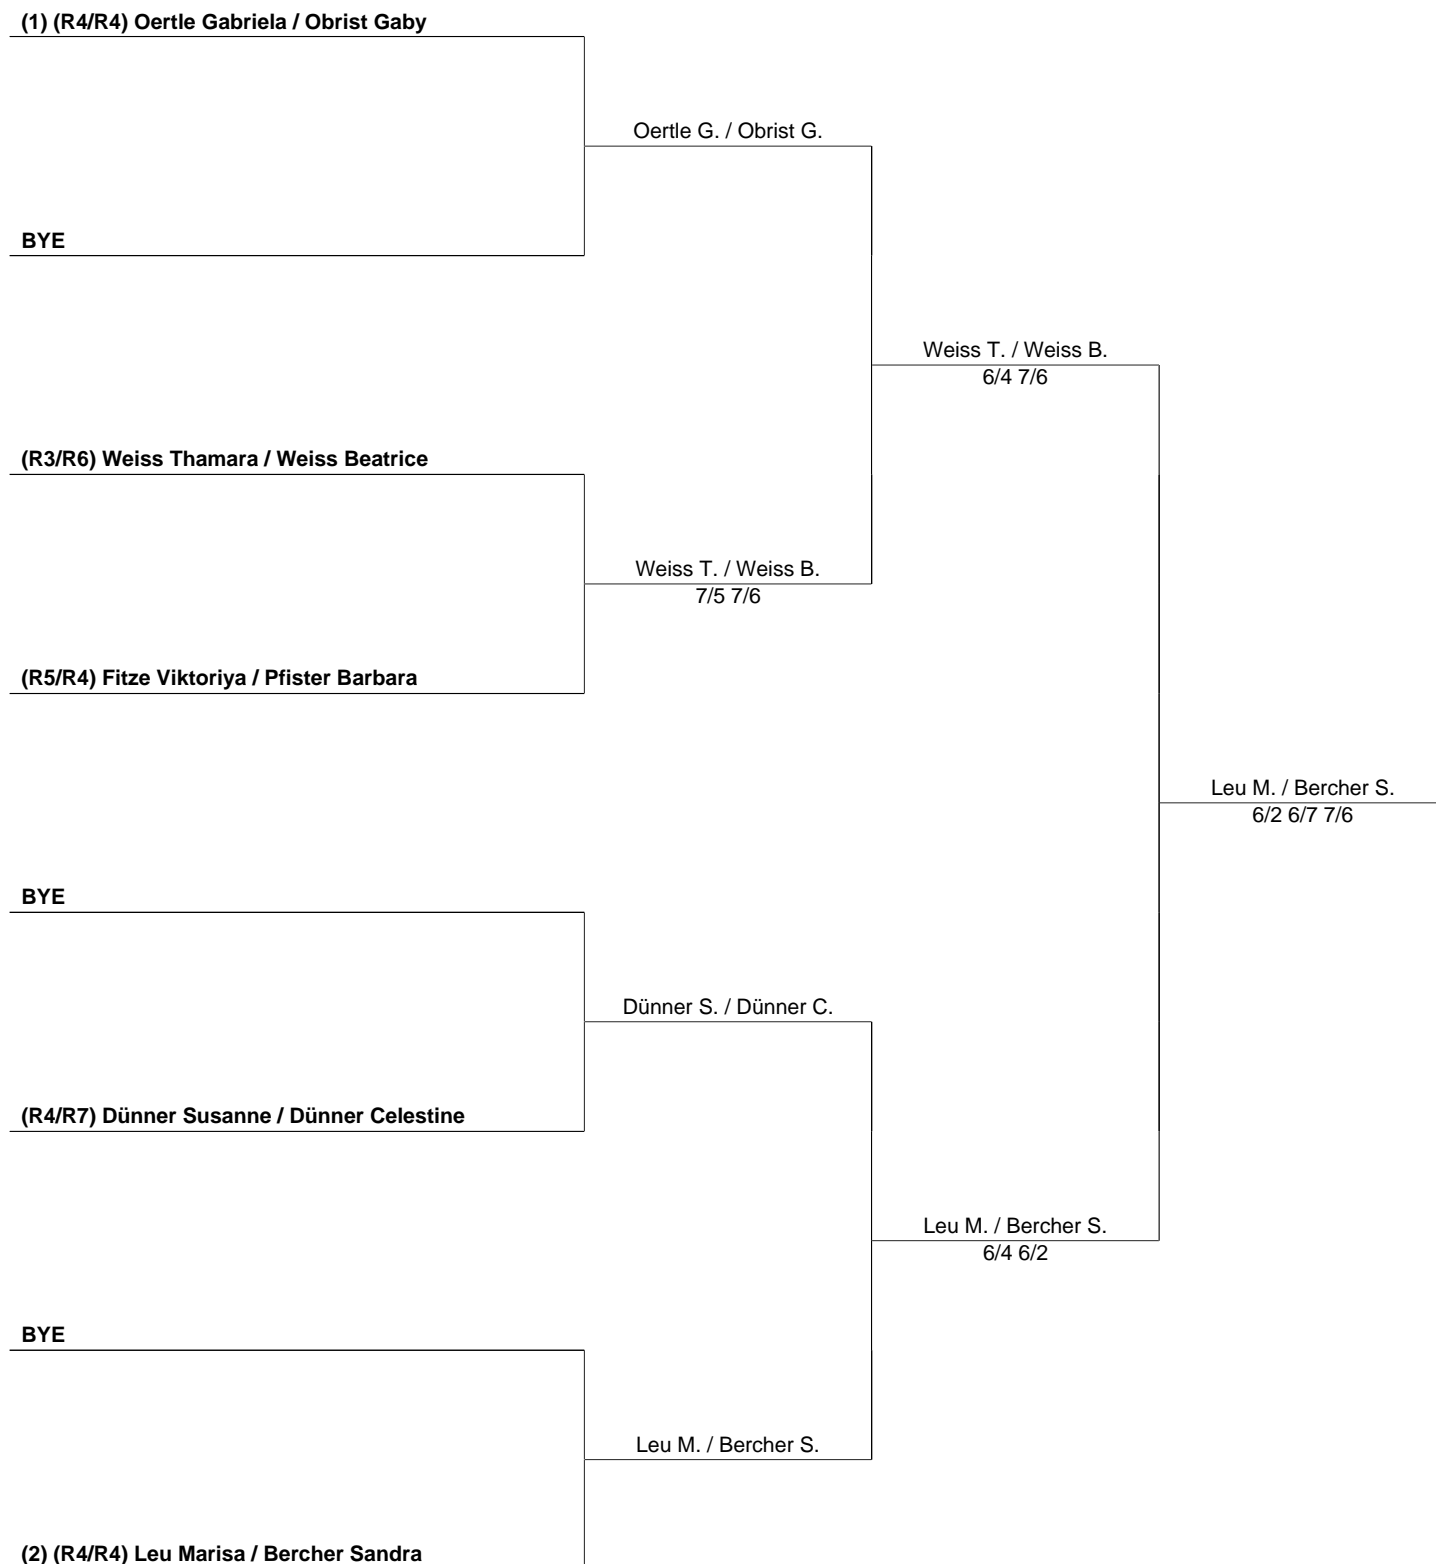 (1) (R4/R4) Oertle Gabriela / Obrist Gaby
Oertle G. / Obrist G.
BYE
Weiss T. / Weiss B.
6/4 7/6
(R3/R6) Weiss Thamara / Weiss Beatrice
Weiss T. / Weiss B.
7/5 7/6
(R5/R4) Fitze Viktoriya / Pfister Barbara
Leu M. / Bercher S.
6/2 6/7 7/6
BYE
Dünner S. / Dünner C.
(R4/R7) Dünner Susanne / Dünner Celestine
Leu M. / Bercher S.
6/4 6/2
BYE
Leu M. / Bercher S.
(2) (R4/R4) Leu Marisa / Bercher Sandra